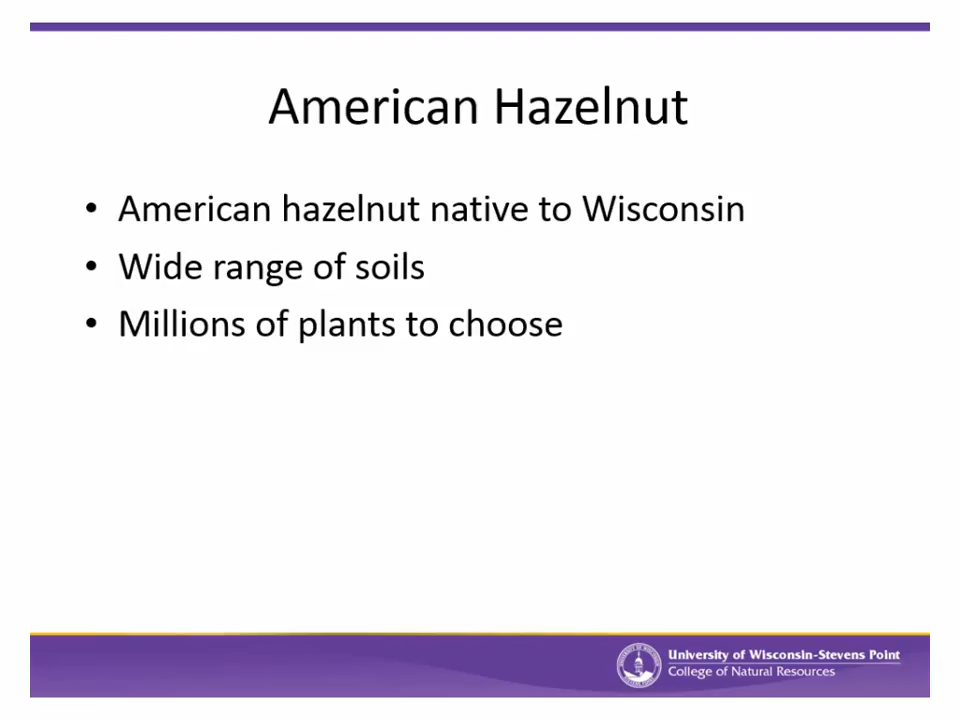 American Hazelnut
• American hazelnut native to Wisconsin
• Wide range of soils
• Millions of plants to choose
University of Wisconsin-Stevens Point
College of Natural Resources